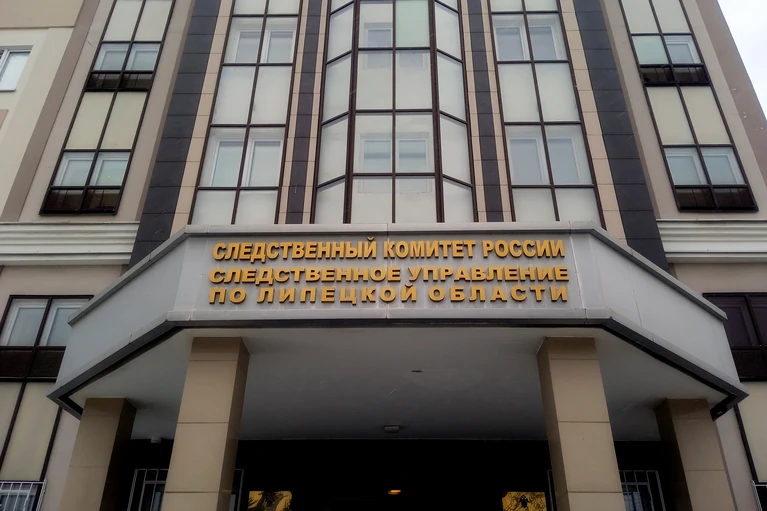 СЛЕДСТВЕННЫЙ КОМИТЕТ РОССИИ
СЛЕДСТВЕННОЕ УПРАВЛЕНИЕ
ПО ЛИПЕЦКОЙ ОБЛАСТИ